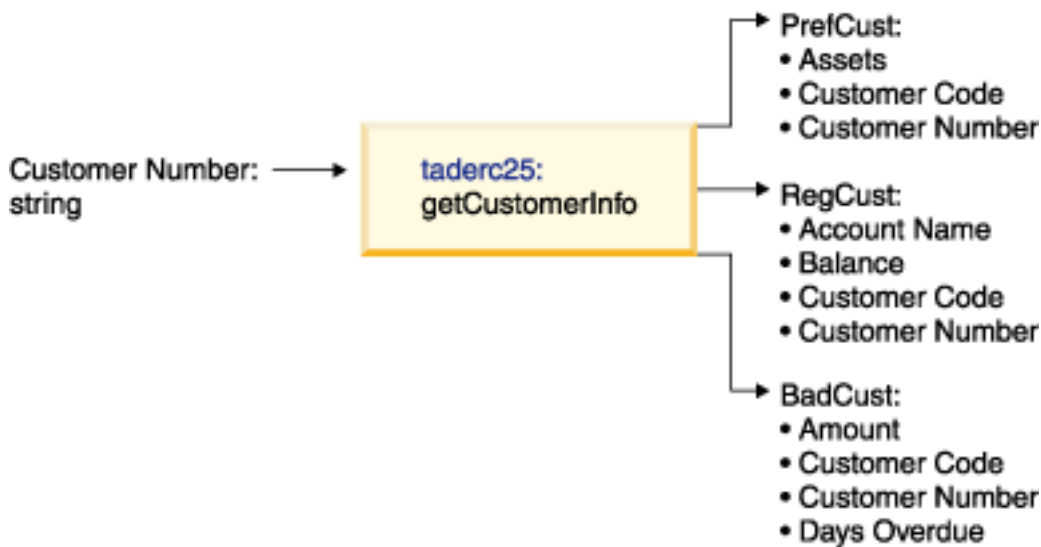 Customer Number:
string
taderc25:
getCustomerInfo
PrefCust:
• Assets
• Customer Code
• Customer Number
RegCust:
• Account Name
• Balance
• Customer Code
• Customer Number
BadCust:
• Amount
• Customer Code
• Customer Number
• Days Overdue